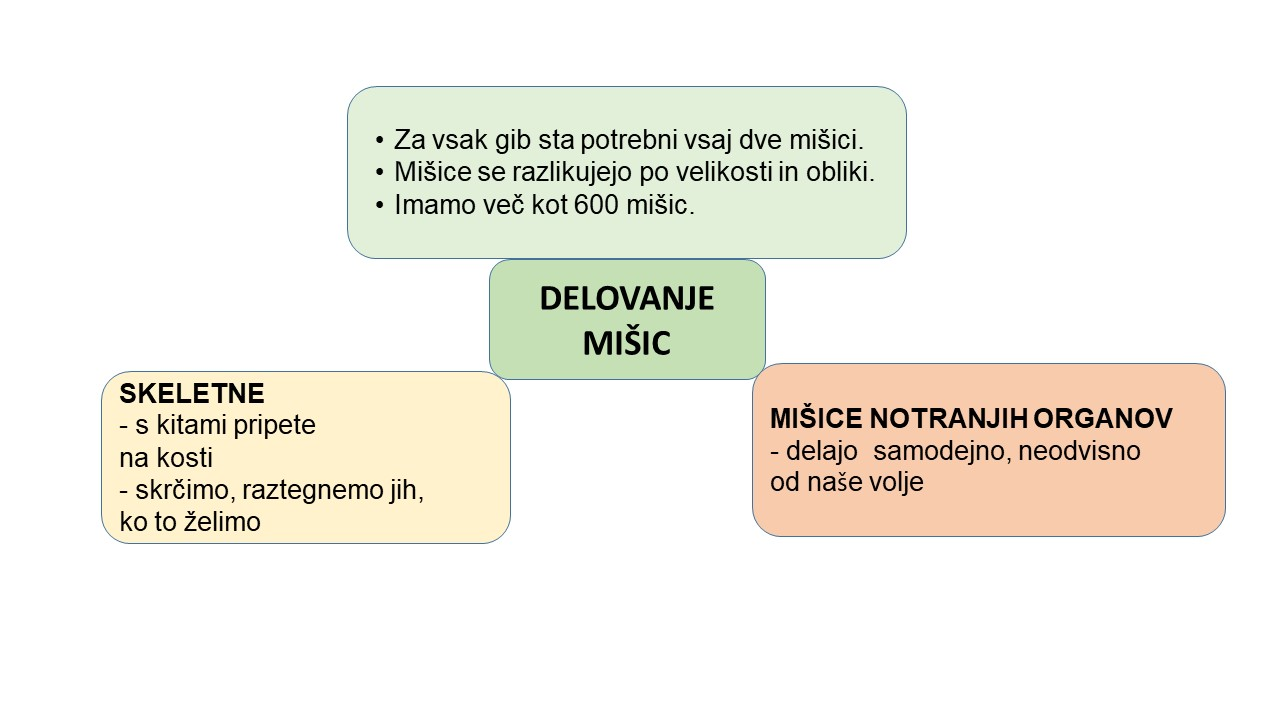 • Za vsak gib sta potrebni vsaj dve mišici.
• Mišice se razlikujejo po velikosti in obliki.
• Imamo več kot 600 mišic.
DELOVANJE
MIŠIC
SKELETNE
- s kitami pripete
na kosti
- skrčimo, raztegnemo jih,
ko to želimo
MIŠICE NOTRANJIH ORGANOV
- delajo  samodejno, neodvisno
od naše volje